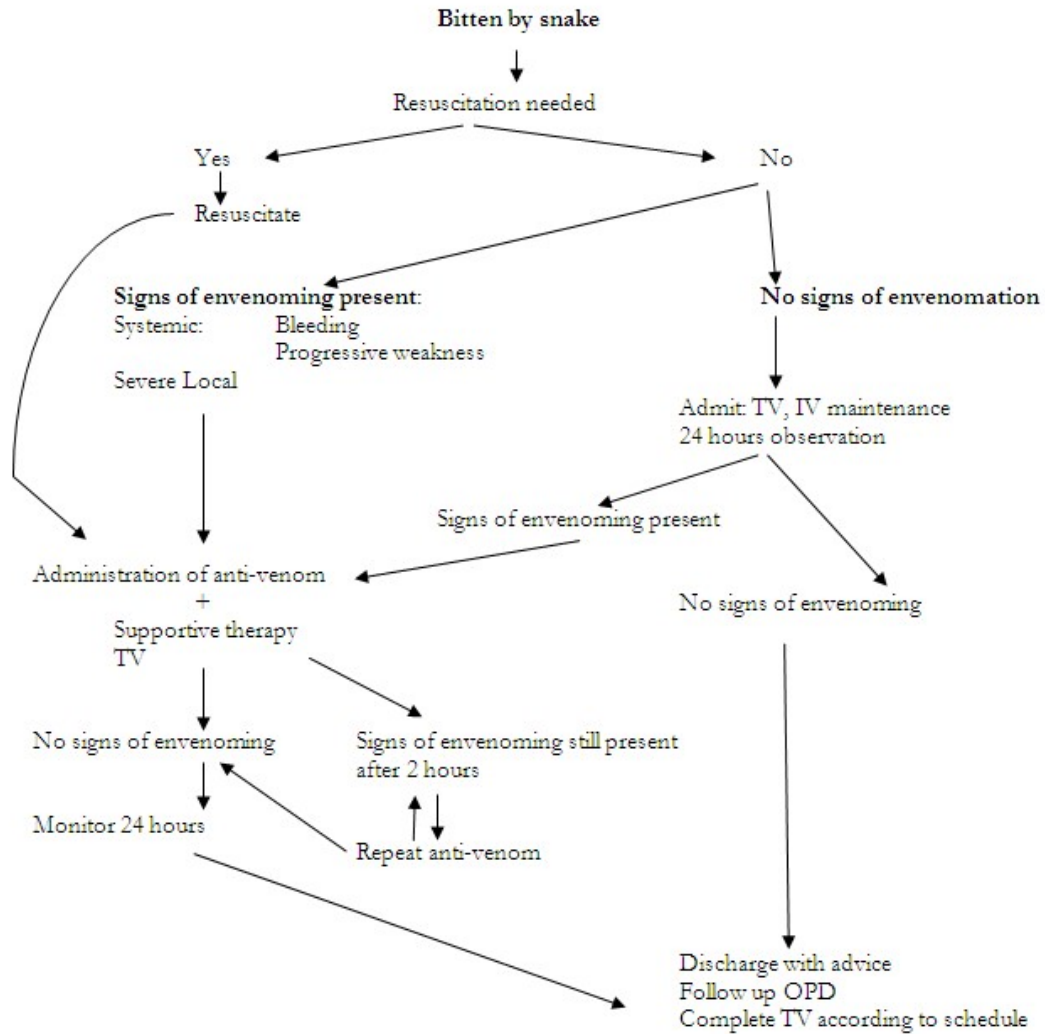 Bitten by snake
Resuscitation needed
Yes
No
Resuscitate
Signs of envenoming present:
Systemic: Bleeding
Progressive weakness
Severe Local
No signs of envenomation
Admit: TV, IV maintenance
24 hours observation
Signs of envenoming present
Administration of anti-venom
+
Supportive therapy
TV
No signs of envenoming
No signs of envenoming
Signs of envenoming still present
after 2 hours
Monitor 24 hours
Repeat anti-venom
Discharge with advice
Follow up OPD
Complete TV according to schedule